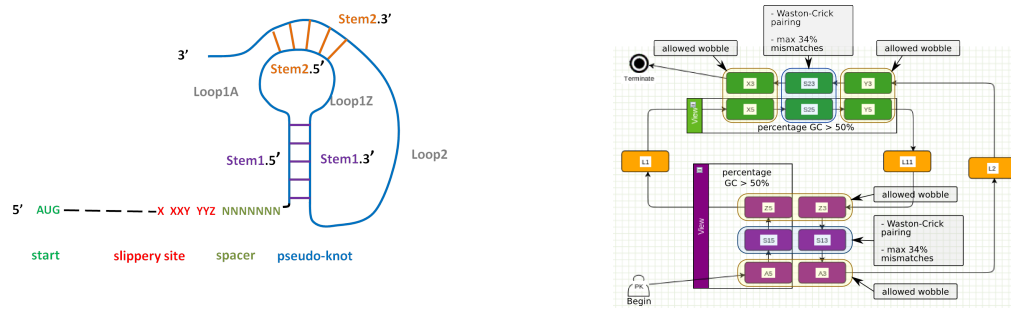 Stem2.3’
3’
Stem2.5’
Loop1A
Loop1Z
Stem1.5’
Stem1.3’
Loop2
5’ AUG X XXY YYZ NNNNNNN
start slippery site spacer pseudo-knot
- Waston-Crick
pairing
- max 34%
mismatches
allowed wobble
allowed wobble
Terminate
X3 S23 Y3
View
X5 S25 Y5
percentage GC > 50%
L1
L11
L2
percentage
GC > 50%
View
allowed wobble
Z5 Z3
- Waston-Crick
pairing
- max 34%
mismatches
S15 S13
A5 A3
allowed wobble
PK
Begin